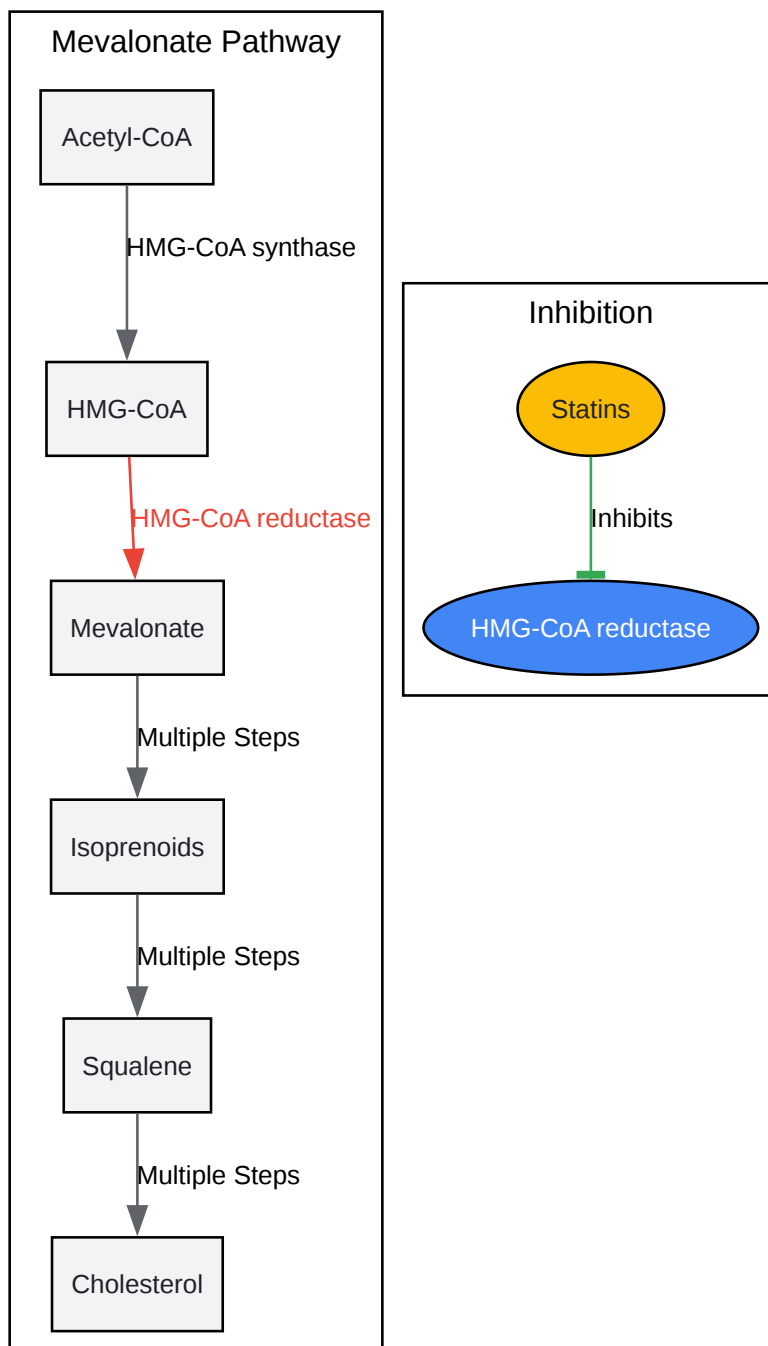 Mevalonate Pathway
Acetyl-CoA
HMG-CoA synthase
HMG-CoA
HMG-CoA reductase
Mevalonate
Multiple Steps
Isoprenoids
Multiple Steps
Squalene
Multiple Steps
Cholesterol
Inhibition
Statins
Inhibits
HMG-CoA reductase